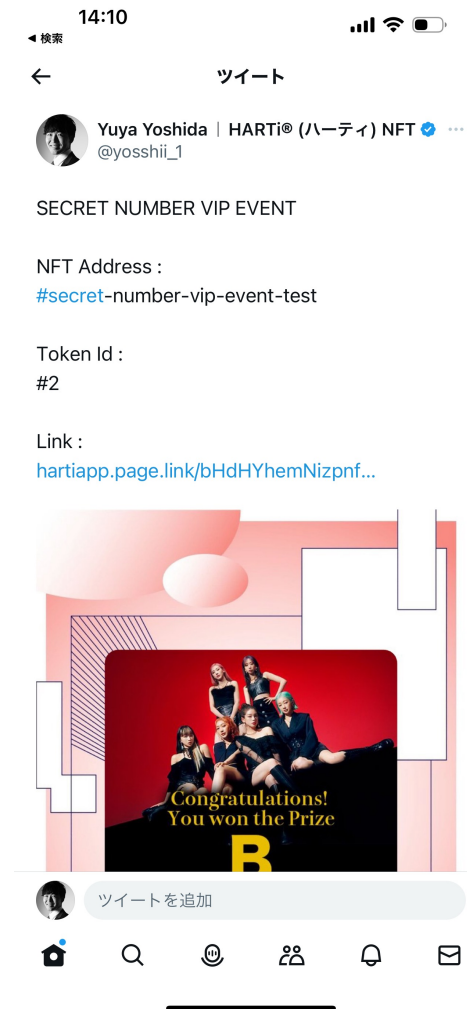 14:10
◀ 検索
ツイート
Yuya Yoshida｜HARTi® (ハーティ) NFT
@yosshii_1
SECRET NUMBER VIP EVENT
NFT Address :
#secret-number-vip-event-test
Token Id :
#2
Link :
hartiapp.page.link/bHdHYhemNizpnf...
Congratulations!
You won the Prize
B
ツイートを追加